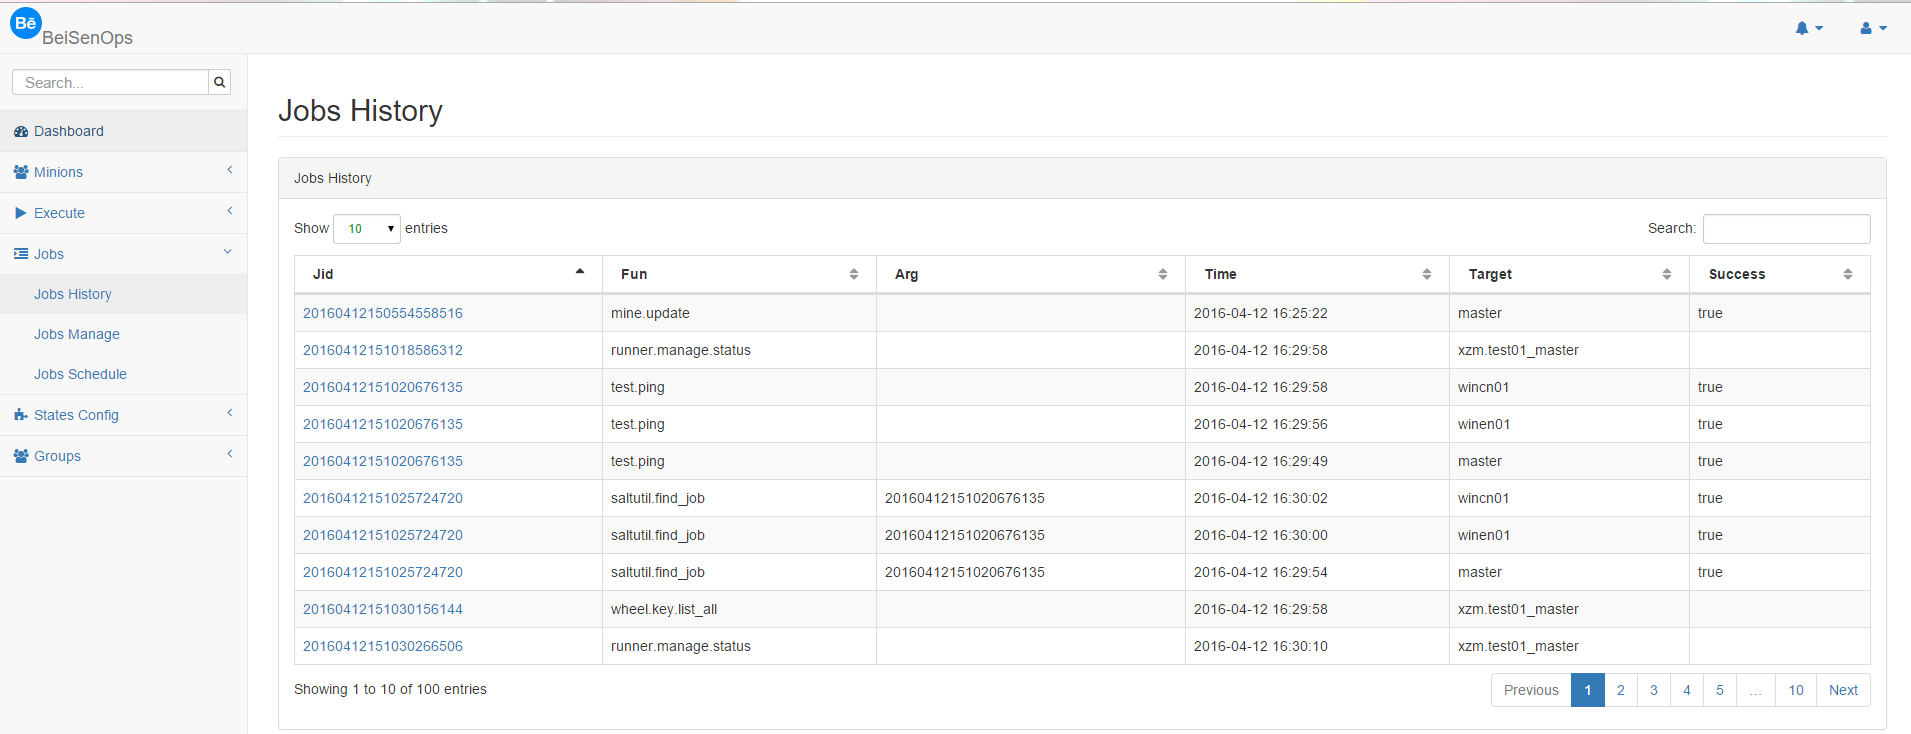 Bē
BeiSenOps
Search...
Dashboard
Minions
Execute
Jobs
Jobs History
Jobs Manage
Jobs Schedule
States Config
Groups
Jobs History
Jobs History
Show 10 entries Search:
Jid Fun Arg Time Target Success
20160412150554558516 mine.update 2016-04-12 16:25:22 master true
20160412151018586312 runner.manage.status 2016-04-12 16:29:58 xzm.test01_master
20160412151020676135 test.ping 2016-04-12 16:29:58 wincn01 true
20160412151020676135 test.ping 2016-04-12 16:29:56 winen01 true
20160412151020676135 test.ping 2016-04-12 16:29:49 master true
20160412151025724720 saltutil.find_job 20160412151020676135 2016-04-12 16:30:02 wincn01 true
20160412151025724720 saltutil.find_job 20160412151020676135 2016-04-12 16:30:00 winen01 true
20160412151025724720 saltutil.find_job 20160412151020676135 2016-04-12 16:29:54 master true
20160412151030156144 wheel.key.list_all 2016-04-12 16:29:58 xzm.test01_master
20160412151030266506 runner.manage.status 2016-04-12 16:30:10 xzm.test01_master
Showing 1 to 10 of 100 entries Previous 1 2 3 4 5 … 10 Next